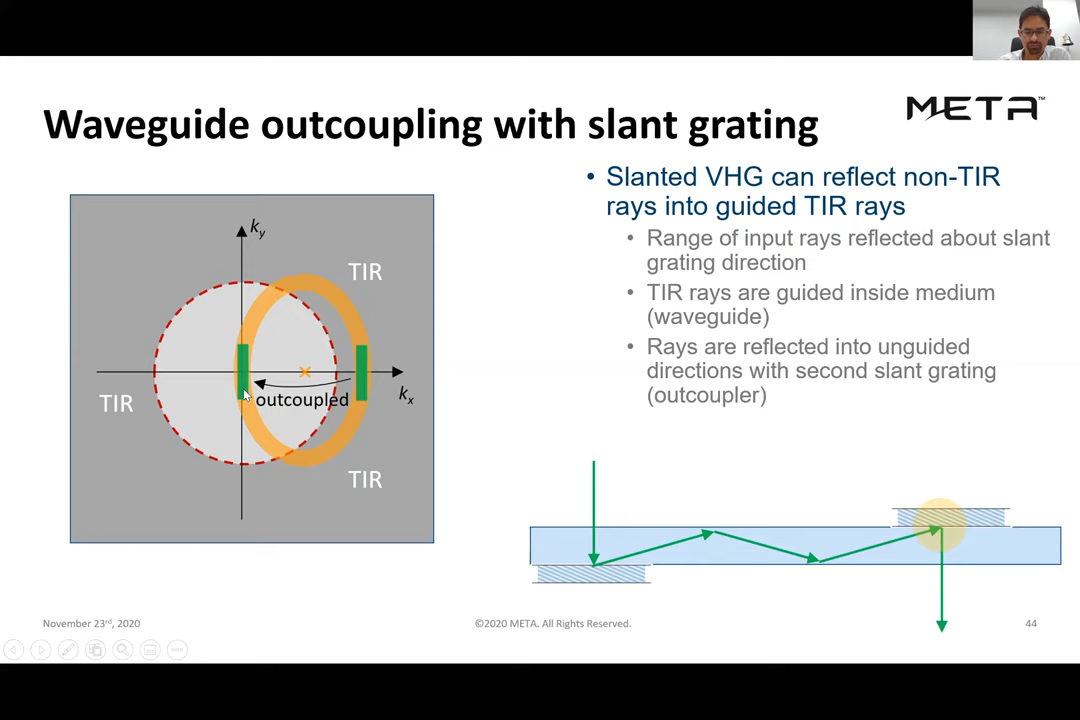 Waveguide outcoupling with slant grating
META™
• Slanted VHG can reflect non-TIR
rays into guided TIR rays
• Range of input rays reflected about slant
grating direction
• TIR rays are guided inside medium
(waveguide)
• Rays are reflected into unguided
directions with second slant grating
(outcoupler)
ky
TIR
TIR
outcoupled
kx
TIR
November 23rd, 2020
©2020 META. All Rights Reserved.
44